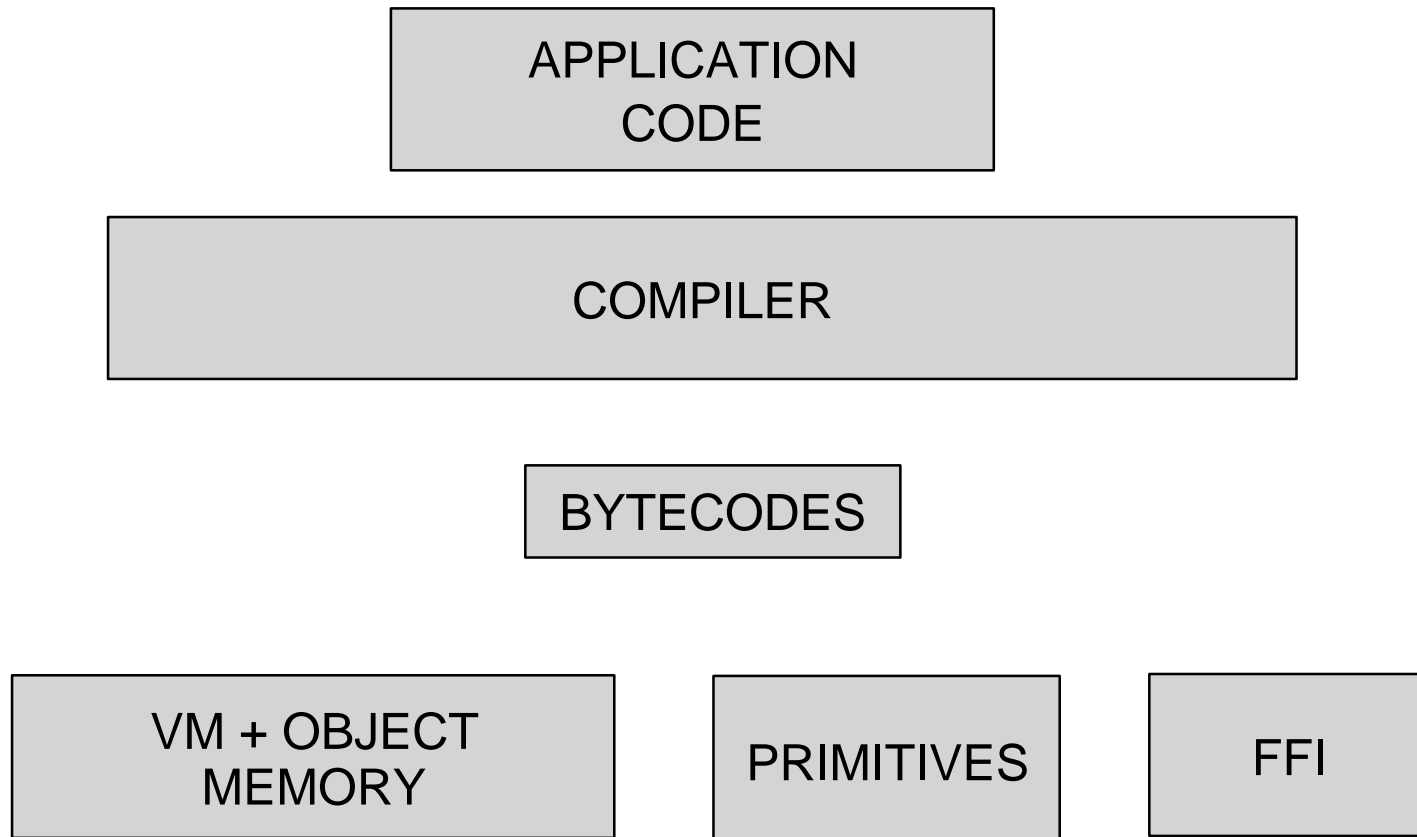 APPLICATION
CODE
COMPILER
BYTECODES
VM + OBJECT
MEMORY
PRIMITIVES
FFI